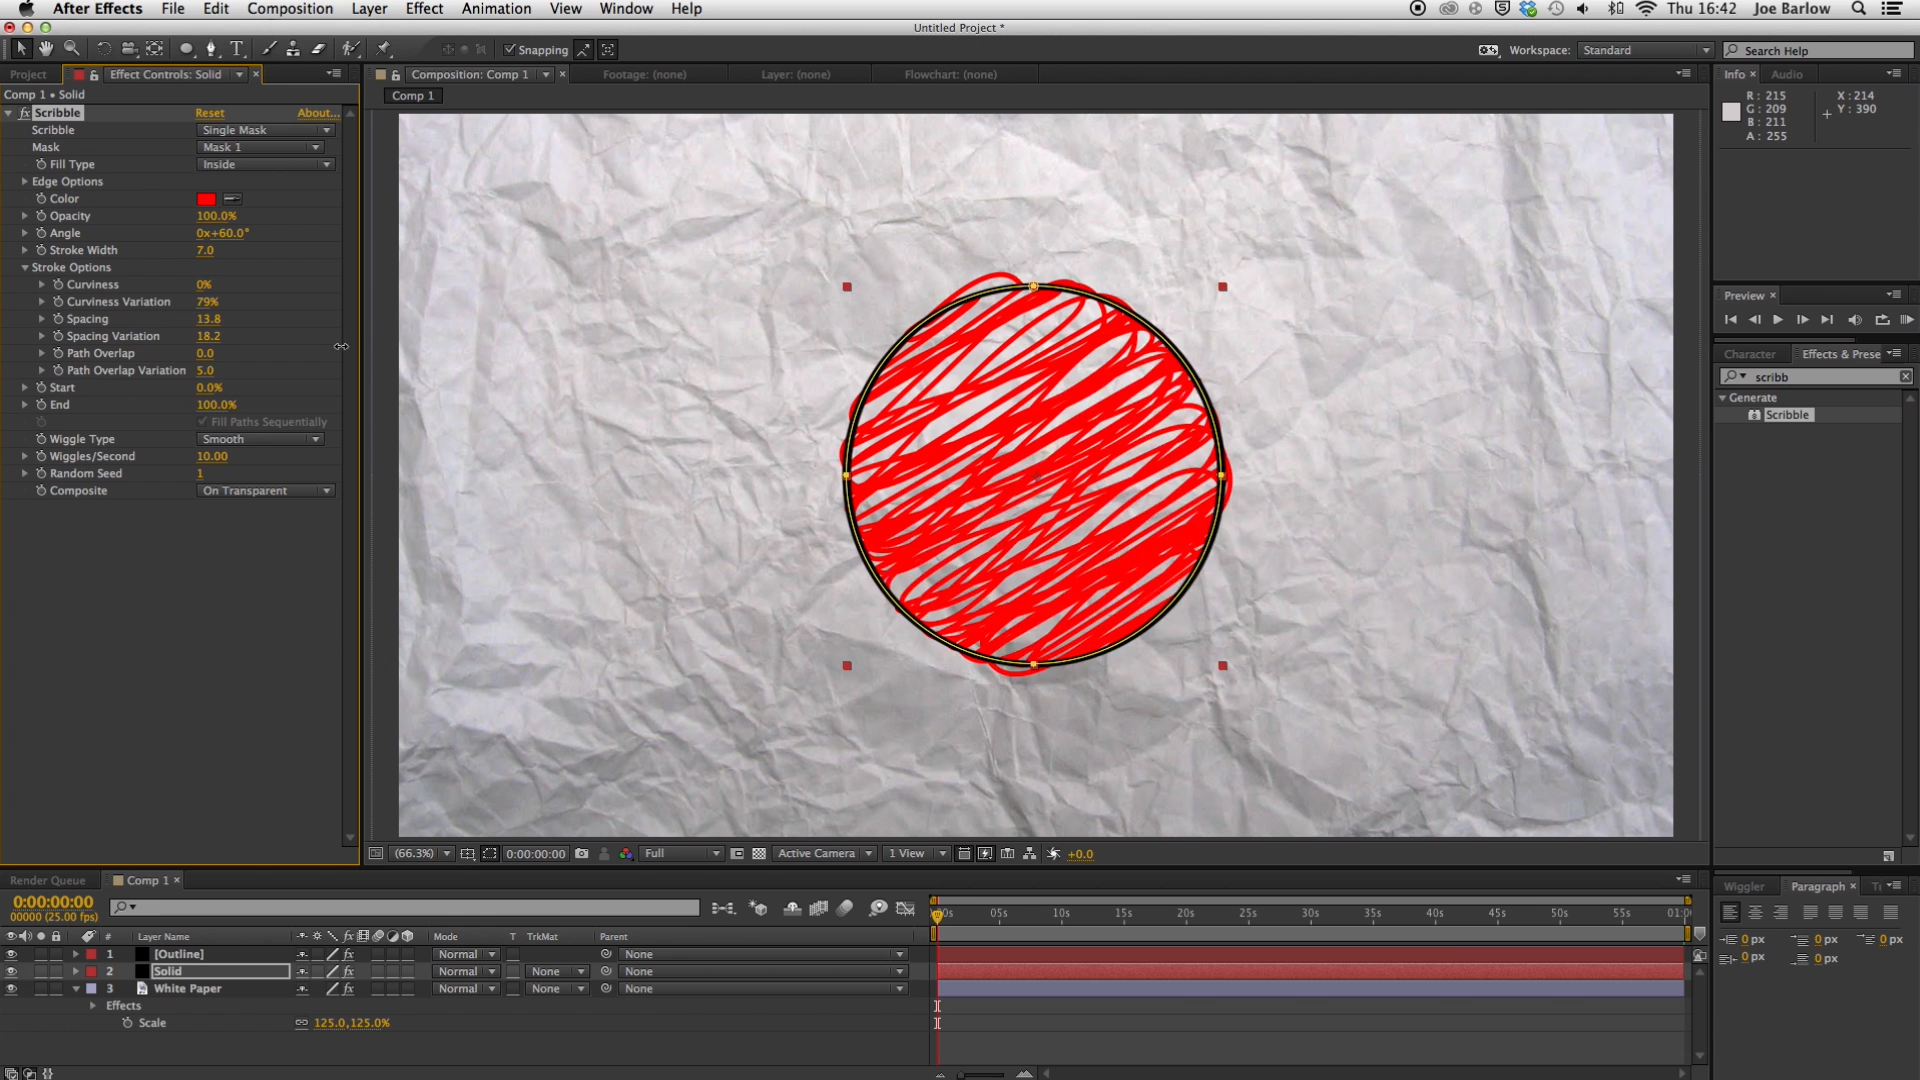 After Effects File Edit Composition Layer Effect Animation View Window Help Thu 16:42 Joe Barlow
Untitled Project *
Snapping Workspace: Standard Search Help
Project Effect Controls: Solid × Composition: Comp 1 × Footage: (none) Layer: (none) Flowchart: (none) Info × Audio
Comp 1 • Solid
Comp 1
R: 215 X: 214
G: 209 Y: 390
B: 211
A: 255
fx Scribble Reset About...
Scribble Single Mask
Mask Mask 1
Fill Type Inside
Edge Options
Color
Opacity 100.0%
Angle 0x+60.0°
Stroke Width 7.0
Stroke Options
Curviness 0%
Curviness Variation 79%
Spacing 13.8
Spacing Variation 18.2
Path Overlap 0.0
Path Overlap Variation 5.0
Start 0.0%
End 100.0%
Fill Paths Sequentially
Wiggle Type Smooth
Wiggles/Second 10.00
Random Seed 1
Composite On Transparent
Preview ×
Character Effects & Prese
scribb
Generate
Scribble
(66.3%) 0:00:00:00 Full Active Camera 1 View +0.0
Render Queue Comp 1 × Wiggler Paragraph ×
0:00:00:00
00000 (25.00 fps)
05s 10s 15s 20s 25s 30s 35s 40s 45s 50s 55s
# Layer Name fx Mode T TrkMat Parent
1 [Outline] fx Normal None
2 Solid fx Normal None None
3 White Paper fx Normal None None
Effects
Scale 125.0,125.0%
0 px 0 px 0 px
0 px 0 px